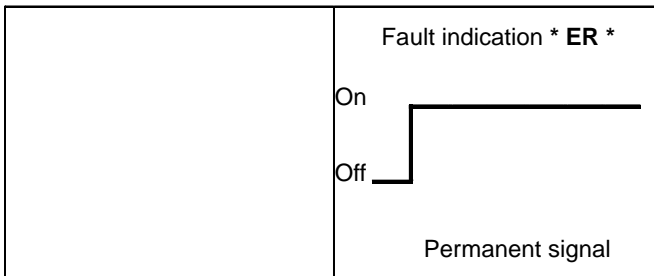 Fault indication * ER *
On
Off
Permanent signal